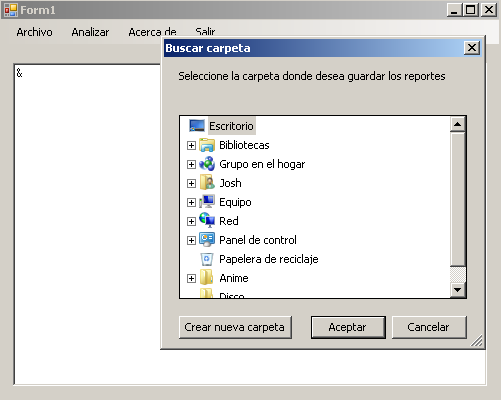 Form1
Archivo Analizar Acerca de Salir
&
Buscar carpeta
Seleccione la carpeta donde desea guardar los reportes
Escritorio
Bibliotecas
Grupo en el hogar
Josh
Equipo
Red
Panel de control
Papelera de reciclaje
Anime
Disco
Crear nueva carpeta Aceptar Cancelar